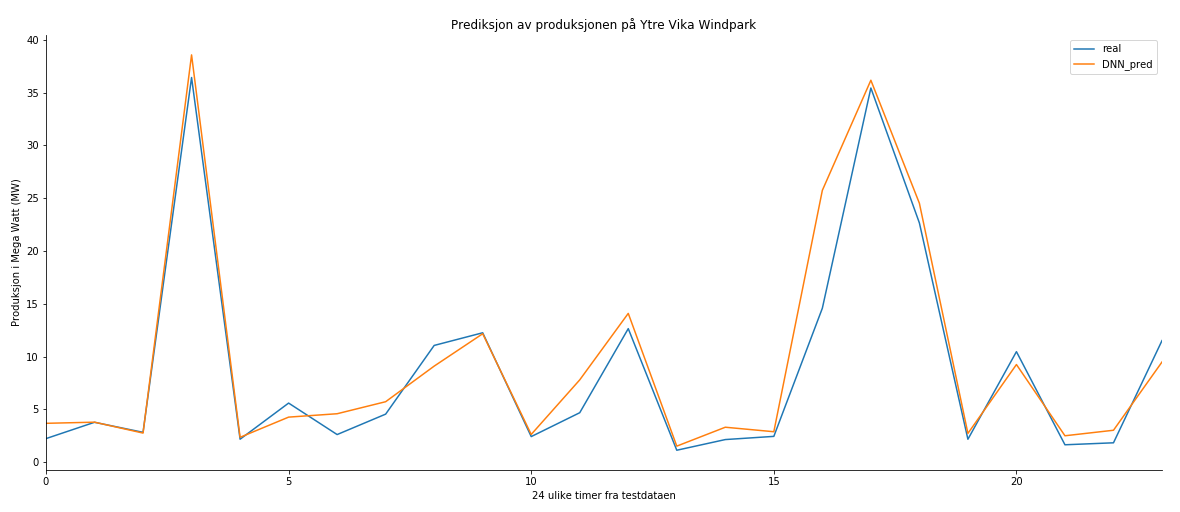 Prediksjon av produksjonen på Ytre Vika Windpark
real
DNN_pred
Produksjon i Mega Watt (MW)
40
35
30
25
20
15
10
5
0
0 5 10 15 20
24 ulike timer fra testdataen